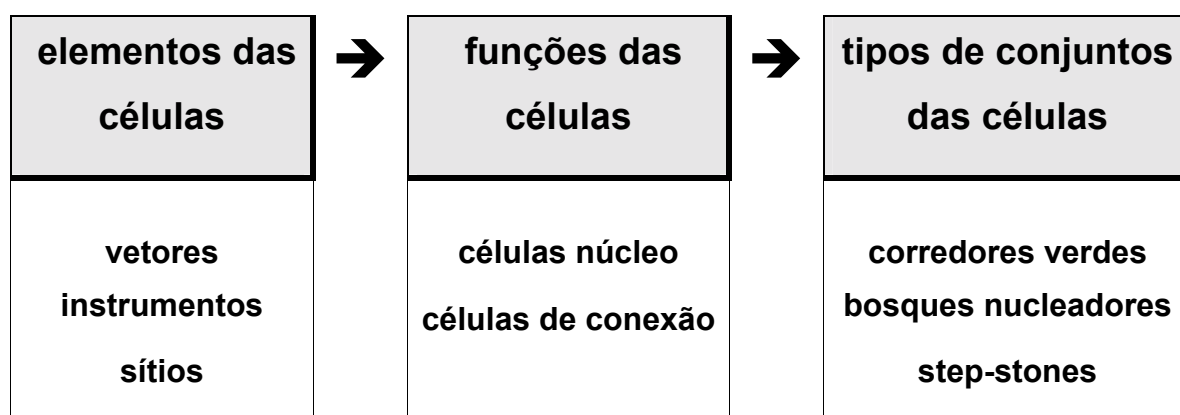 elementos das
células
vetores
instrumentos
sítios
➔
funções das
células
células núcleo
células de conexão
➔
tipos de conjuntos
das células
corredores verdes
bosques nucleadores
step-stones